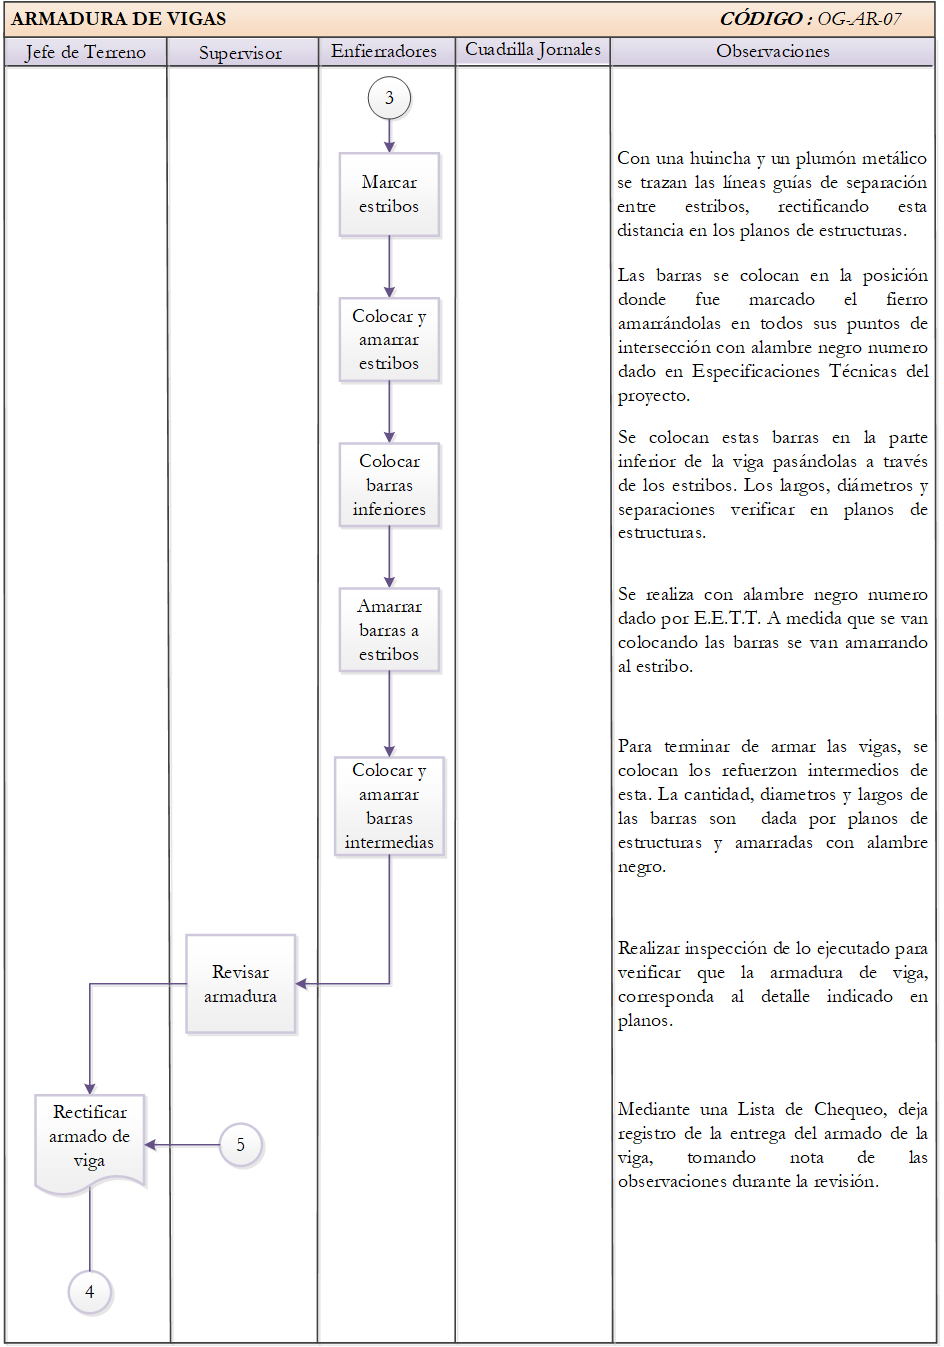 ARMADURA DE VIGAS CÓDIGO : OG-AR-07
Jefe de Terreno Supervisor Enfierradores Cuadrilla Jornales Observaciones
3
Marcar
estribos
Con una huincha y un plumón metálico
se trazan las líneas guías de separación
entre estribos, rectificando esta
distancia en los planos de estructuras.
Colocar y
amarrar
estribos
Las barras se colocan en la posición
donde fue marcado el fierro
amarrándolas en todos sus puntos de
intersección con alambre negro numero
dado en Especificaciones Técnicas del
proyecto.
Colocar
barras
inferiores
Se colocan estas barras en la parte
inferior de la viga pasándolas a través
de los estribos. Los largos, diámetros y
separaciones verificar en planos de
estructuras.
Amarrar
barras a
estribos
Se realiza con alambre negro numero
dado por E.E.T.T. A medida que se van
colocando las barras se van amarrando
al estribo.
Colocar y
amarrar
barras
intermedias
Para terminar de armar las vigas, se
colocan los refuerzon intermedios de
esta. La cantidad, diametros y largos de
las barras son dada por planos de
estructuras y amarradas con alambre
negro.
Revisar
armadura
Realizar inspección de lo ejecutado para
verificar que la armadura de viga,
corresponda al detalle indicado en
planos.
Rectificar
armado de
viga
5
Mediante una Lista de Chequeo, deja
registro de la entrega del armado de la
viga, tomando nota de las
observaciones durante la revisión.
4